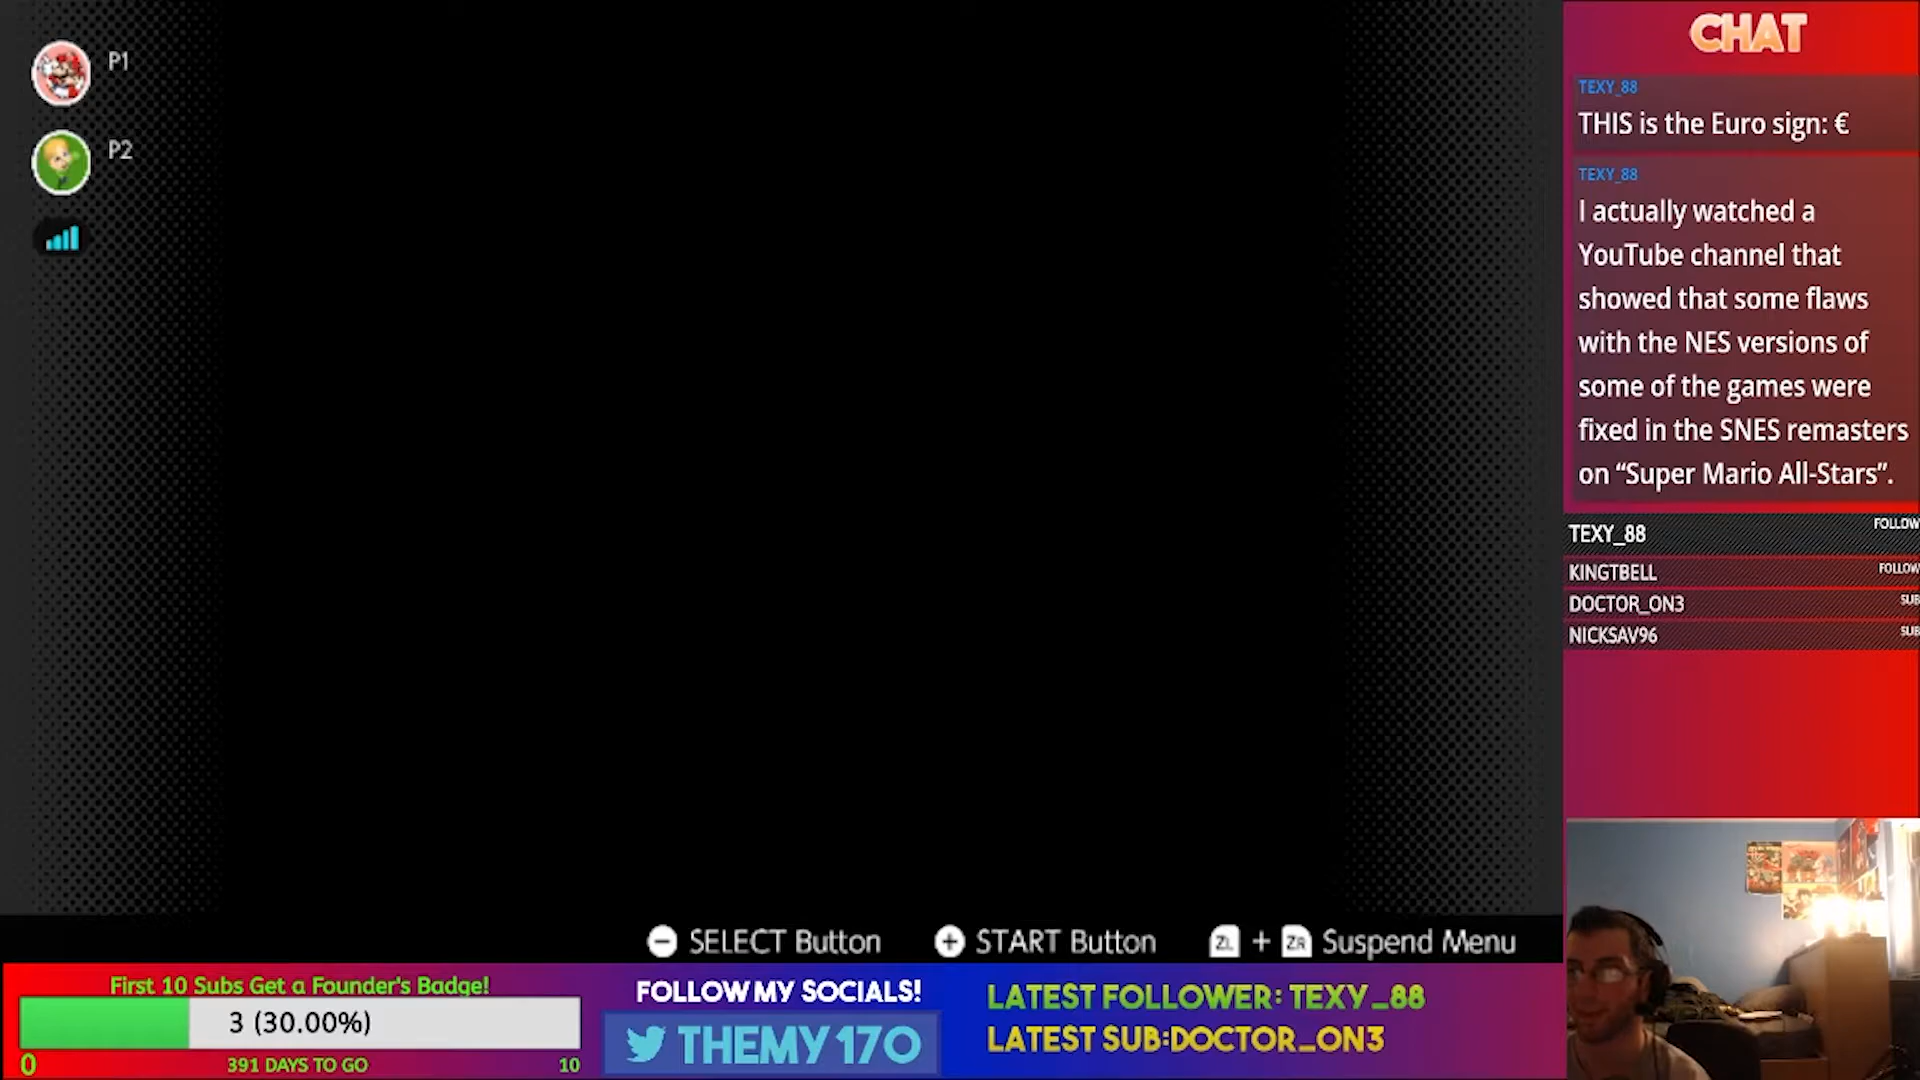 P1
P2
CHAT
TEXY_88
THIS is the Euro sign: €
TEXY_88
I actually watched a
YouTube channel that
showed that some flaws
with the NES versions of
some of the games were
fixed in the SNES remasters
on “Super Mario All-Stars”.
TEXY_88 FOLLOW
KINGTBELL FOLLOW
DOCTOR_ON3 SUB
NICKSAV96 SUB
SELECT Button
START Button
ZL + ZR Suspend Menu
First 10 Subs Get a Founder's Badge!
3 (30.00%)
0 391 DAYS TO GO 10
FOLLOW MY SOCIALS!
THEMY170
LATEST FOLLOWER: TEXY_88
LATEST SUB:DOCTOR_ON3